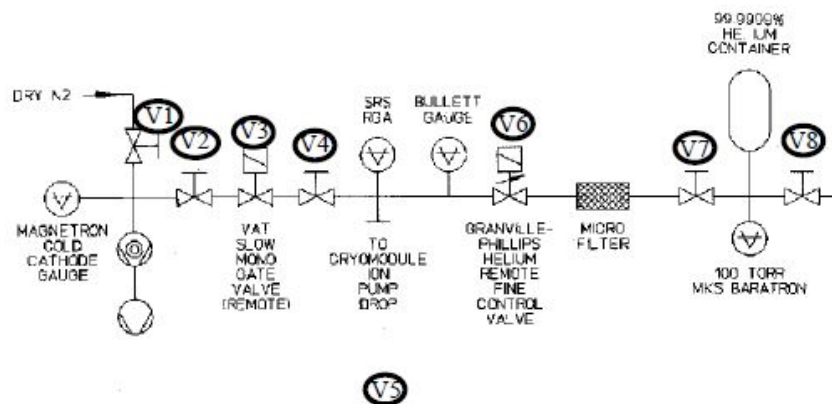 99.9999%
HELIUM
CONTAINER
DRY N2
V1
V2
V3
V4
SRS
RGA
BULLETT
GAUGE
V6
V7
V8
MAGNETRON
COLD
CATHODE
GAUGE
VAT
SLOW
MONO
GATE
VALVE
(REMOTE)
TO
CRYOMODULE
ION
PUMP
DROP
GRANVILLE-
PHILLIPS
HELIUM
REMOTE
FINE
CONTROL
VALVE
MICRO
FILTER
100 TORR
MKS BARATRON
V5